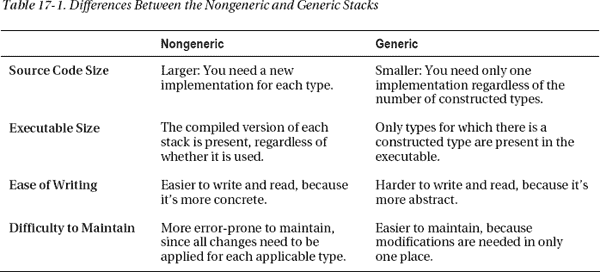 Table 17-1. Differences Between the Nongeneric and Generic Stacks
Nongeneric Generic
Source Code Size
Larger: You need a new
implementation for each type.
Smaller: You need only one
implementation regardless of the
number of constructed types.
Executable Size
The compiled version of each
stack is present, regardless of
whether it is used.
Only types for which there is a
constructed type are present in the
executable.
Ease of Writing
Easier to write and read, because
it's more concrete.
Harder to write and read, because it's
more abstract.
Difficulty to Maintain
More error-prone to maintain,
since all changes need to be
applied for each applicable type.
Easier to maintain, because
modifications are needed in only
one place.